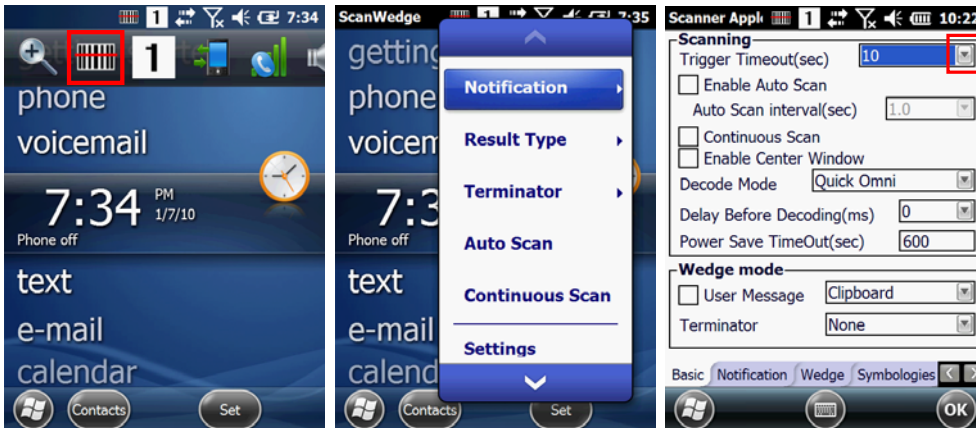 1 7:34
1
phone
voicemail
7:34 PM
1/7/10
Phone off
text
e-mail
calendar
Contacts Set
ScanWedge 1 7:35
getting
phone
Notification
voicem
Result Type
Terminator
7:3
Phone off
Auto Scan
text
Continuous Scan
e-mail
Settings
calend
Contacts Set
Scanner Appl 1 10:22
Scanning
Trigger Timeout(sec) 10
Enable Auto Scan
Auto Scan interval(sec) 1.0
Continuous Scan
Enable Center Window
Decode Mode Quick Omni
Delay Before Decoding(ms) 0
Power Save TimeOut(sec) 600
Wedge mode
User Message Clipboard
Terminator None
Basic Notification Wedge Symbologies
OK